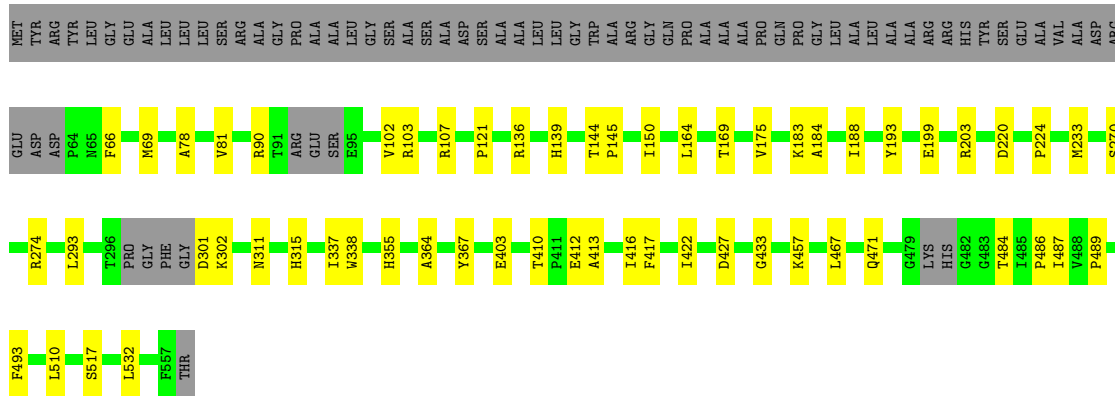 MET TYR ARG TYR LEU GLY GLU ALA LEU LEU LEU SER ARG ALA GLY PRO ALA ALA LEU GLY SER ALA SER ALA ASP SER ALA ALA LEU LEU GLY TRP ALA ARG GLY GLN PRO ALA ALA ALA PRO GLN PRO GLY LEU ALA LEU ALA ALA ARG ARG HIS TYR SER GLU ALA VAL ALA ASP ARG
GLU ASP ASP P64 N65 F66 M69 A78 V81 R90 T91 ARG GLU SER E95 V102 R103 R107 P121 R136 H139 T144 P145 I150 L164 T169 V175 K183 A184 I188 Y193 E199 R203 D220 P224 M233 S270
R274 L293 T296 PRO GLY PHE GLY D301 K302 N311 H315 I337 W338 H355 A364 Y367 E403 T410 P411 E412 A413 I416 F417 I422 D427 G433 K457 L467 Q471 G479 LYS HIS G482 G483 T484 I485 P486 I487 V488 P489
F493 L510 S517 L532 F557 THR